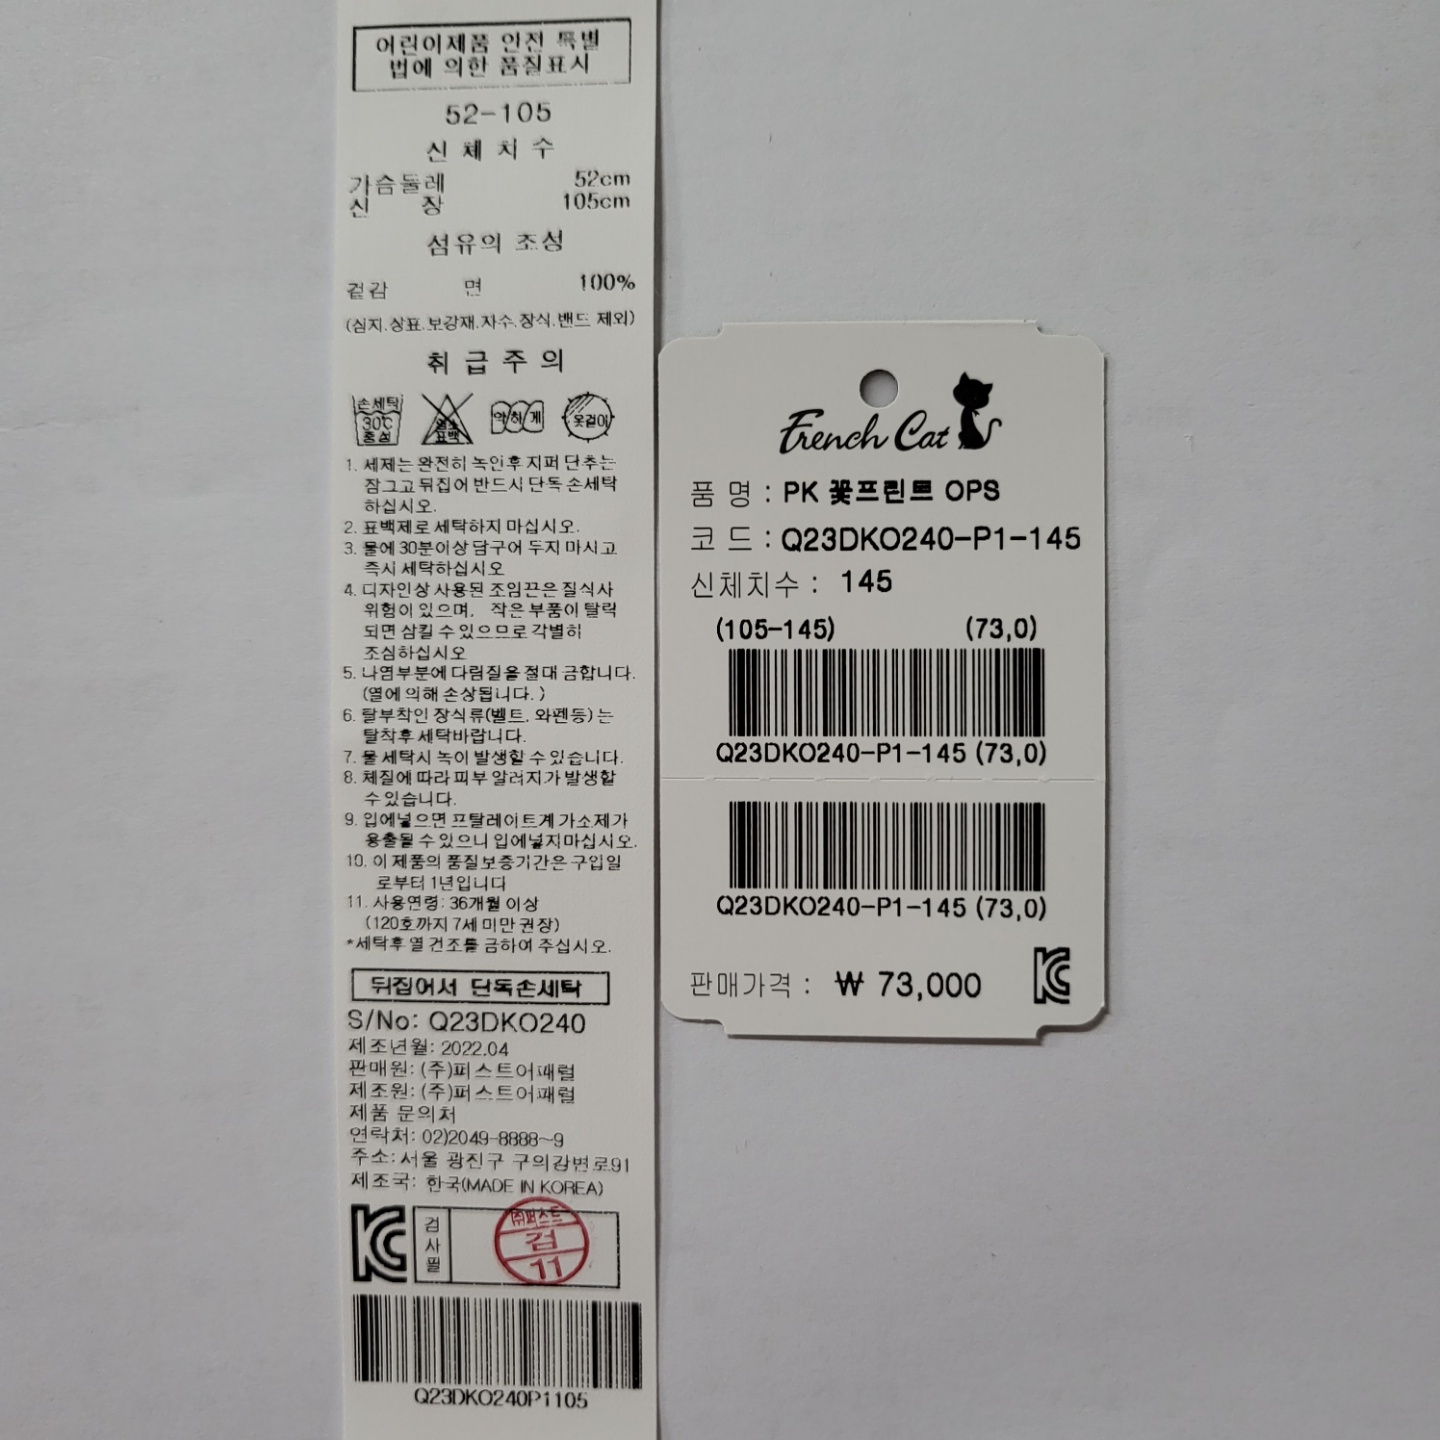 어린이제품 안전 특별
법에 의한 품질표시
52-105
신 체 치 수
가슴둘레 52cm
신 장 105cm
섬유의 조성
겉감 면 100%
(심지.상표.보강재.자수.장식.밴드 제외)
취 급 주 의
손세탁
30℃
중성
염소
표백
약하게
옷걸이
1. 세제는 완전히 녹인후 지퍼 단추는
잠그고 뒤집어 반드시 단독 손세탁
하십시오.
2. 표백제로 세탁하지 마십시오.
3. 물에 30분이상 담구어 두지 마시고
즉시 세탁하십시오
4. 디자인상 사용된 조임끈은 질식사
위험이 있으며, 작은 부품이 탈락
되면 삼킬 수 있으므로 각별히
조심하십시오
5. 나염부분에 다림질을 절대 금합니다.
(열에 의해 손상됩니다.)
6. 탈부착인 장식류(벨트, 와펜등)는
탈착후 세탁바랍니다.
7. 물 세탁시 녹이 발생할 수 있습니다.
8. 체질에 따라 피부 알러지가 발생할
수 있습니다.
9. 입에넣으면 프탈레이트계 가소제가
용출될 수 있으니 입에넣지마십시오.
10. 이 제품의 품질보증기간은 구입일
로부터 1년입니다
11. 사용연령: 36개월 이상
(120호까지 7세 미만 권장)
*세탁후 열 건조를 금하여 주십시오.
뒤집어서 단독손세탁
S/No: Q23DKO240
제조년월: 2022.04
판매원: (주)퍼스트어패럴
제조원: (주)퍼스트어패럴
제품 문의처
연락처: 02)2049-8888~9
주소: 서울 광진구 구의강변로91
제조국: 한국(MADE IN KOREA)
KC
검사필
㈜퍼스트
검
11
Q23DKO240P1105
French Cat
품 명 : PK 꽃프린트 OPS
코 드 : Q23DKO240-P1-145
신체치수 : 145
(105-145) (73,0)
Q23DKO240-P1-145 (73,0)
Q23DKO240-P1-145 (73,0)
판매가격 : ₩ 73,000
KC